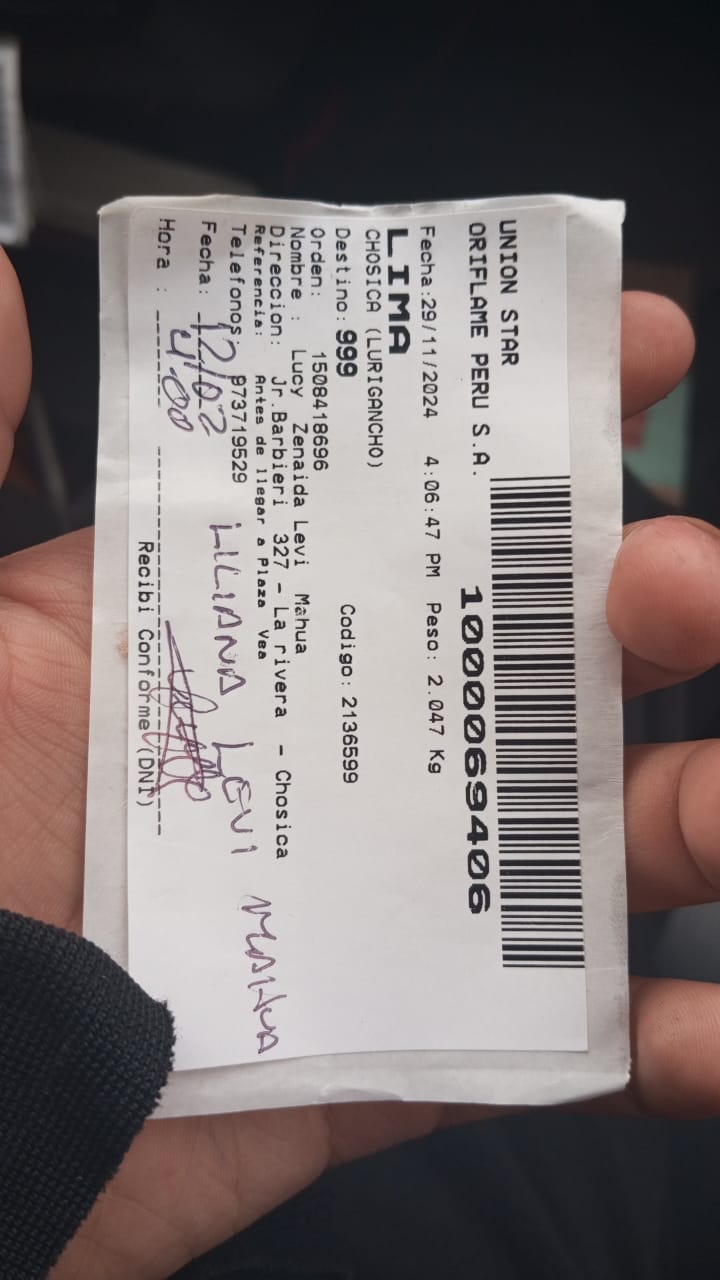 UNION STAR
ORIFLAME PERU S.A.
10000069406
Fecha:29/11/2024 4:06:47 PM Peso: 2.047 Kg
LIMA
CHOSICA (LURIGANCHO)
Destino: 999 Codigo: 2136599
Orden: 1508418696
Nombre : Lucy Zenaida Levi Mahua
Direccion: Jr.Barbieri 327 - La rivera - Chosica
Referencia: Antes de llegar a Plaza Vea
Telefonos: 973719529
Fecha: 12/02 LILIANA LEVI MAHUA
Hora : 4:00
Recibi Conforme (DNI)